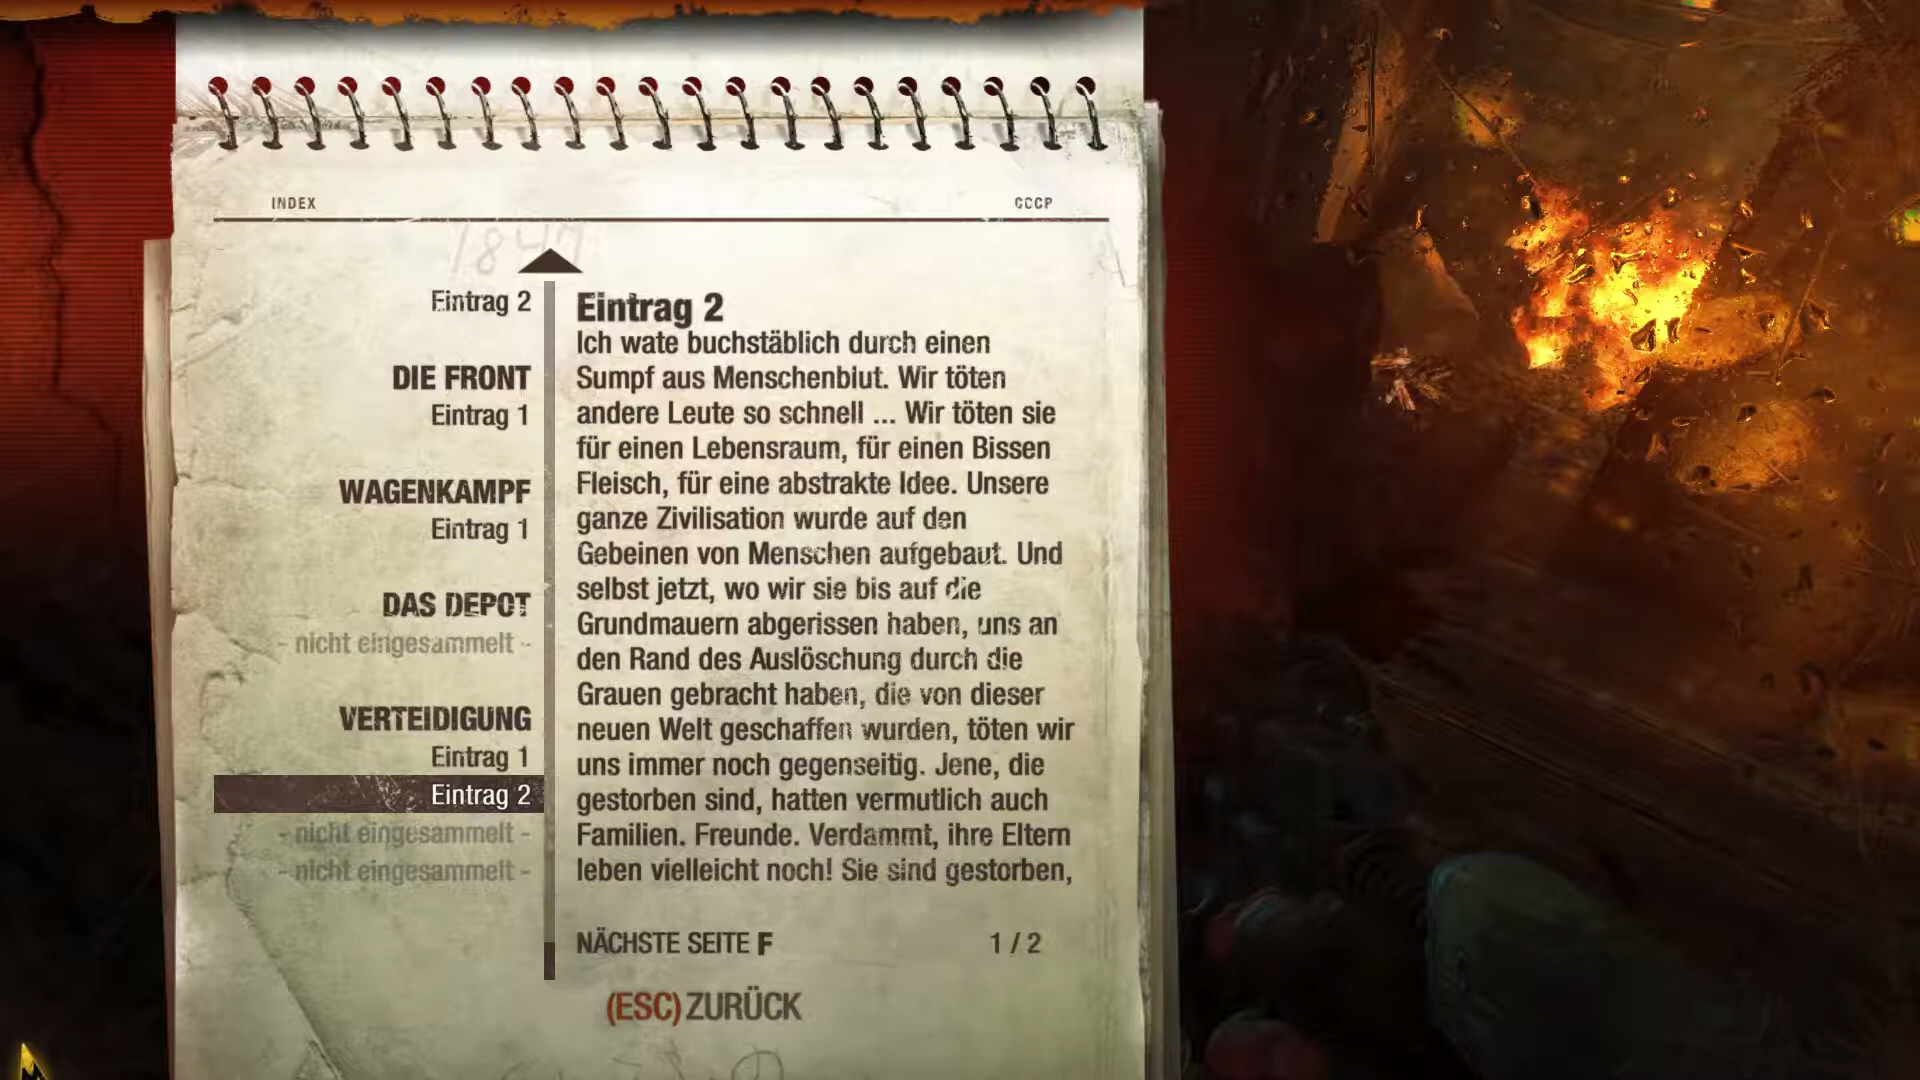 INDEX
CCCP
1847
Eintrag 2
DIE FRONT
Eintrag 1
WAGENKAMPF
Eintrag 1
DAS DEPOT
- nicht eingesammelt -
VERTEIDIGUNG
Eintrag 1
Eintrag 2
- nicht eingesammelt -
- nicht eingesammelt -
Eintrag 2
Ich wate buchstäblich durch einen
Sumpf aus Menschenblut. Wir töten
andere Leute so schnell ... Wir töten sie
für einen Lebensraum, für einen Bissen
Fleisch, für eine abstrakte Idee. Unsere
ganze Zivilisation wurde auf den
Gebeinen von Menschen aufgebaut. Und
selbst jetzt, wo wir sie bis auf die
Grundmauern abgerissen haben, uns an
den Rand des Auslöschung durch die
Grauen gebracht haben, die von dieser
neuen Welt geschaffen wurden, töten wir
uns immer noch gegenseitig. Jene, die
gestorben sind, hatten vermutlich auch
Familien. Freunde. Verdammt, ihre Eltern
leben vielleicht noch! Sie sind gestorben,
NÄCHSTE SEITE F
1 / 2
(ESC) ZURÜCK